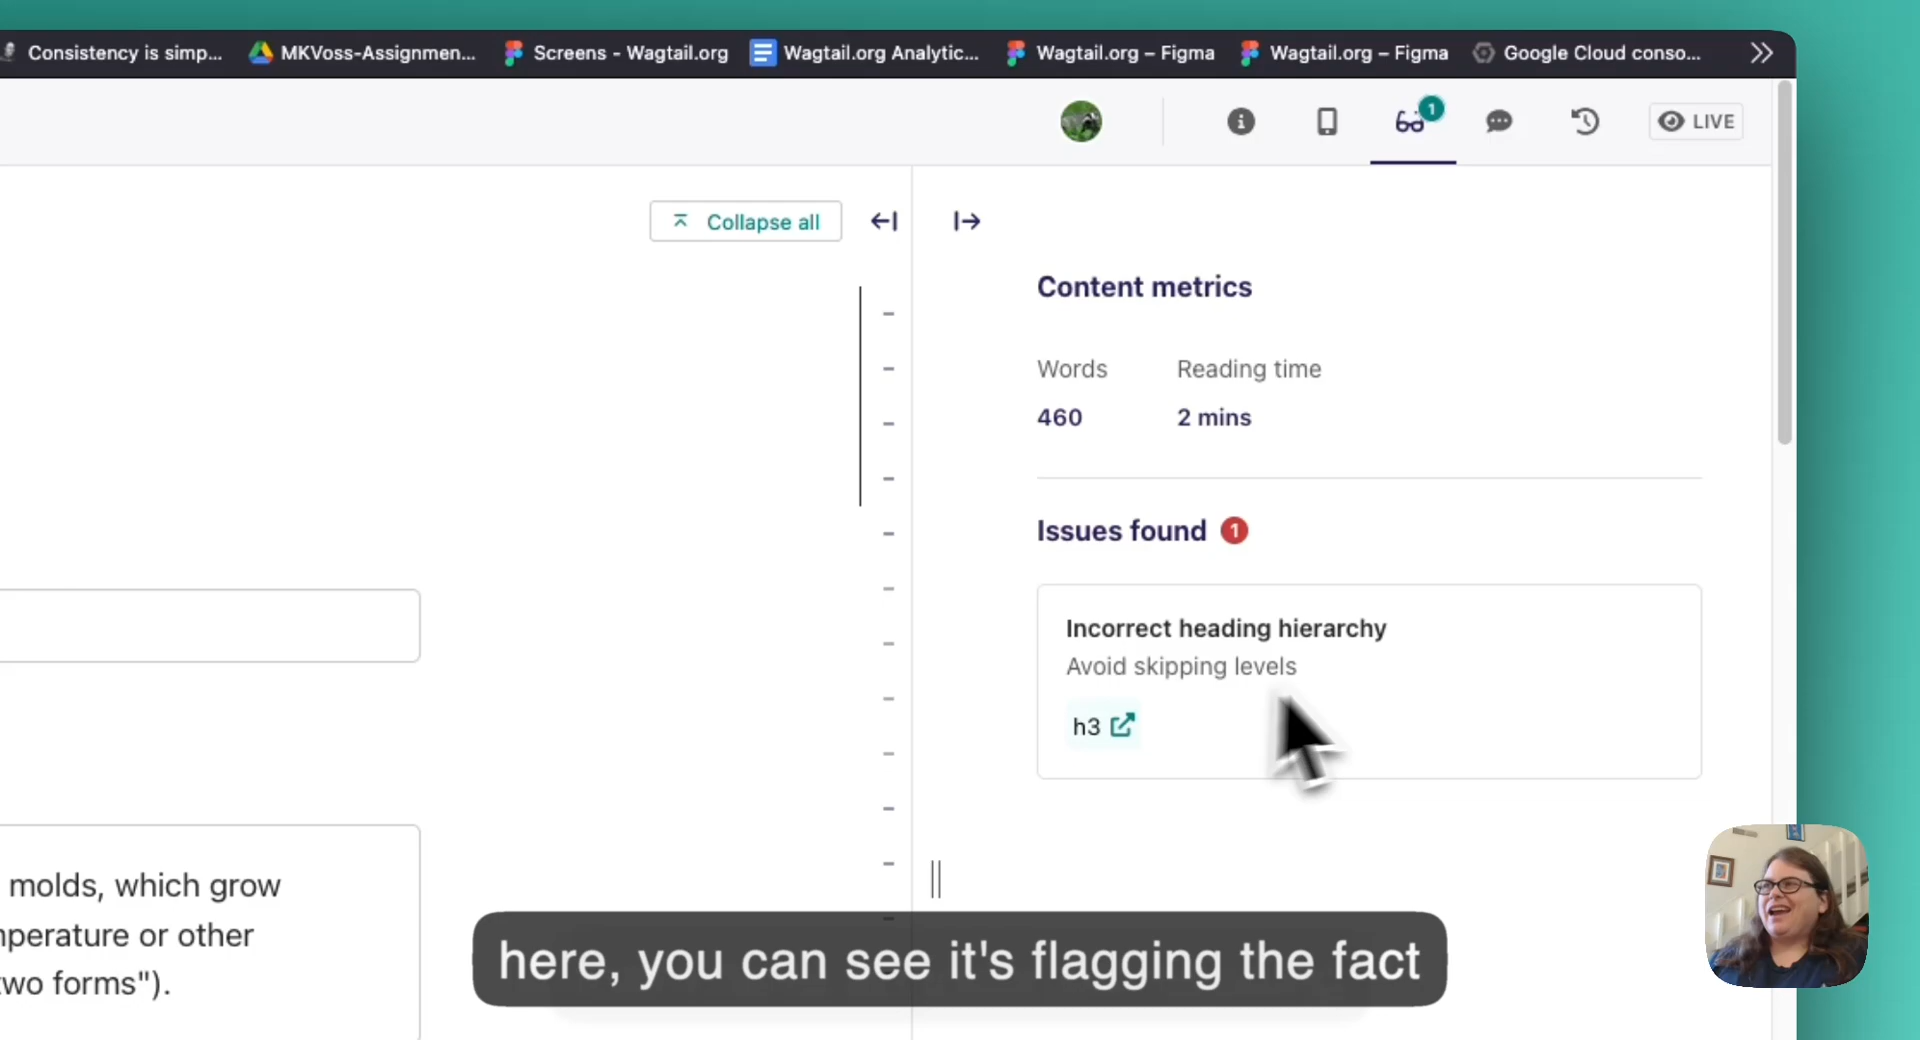 Consistency is simp...
MKVoss-Assignmen...
Screens - Wagtail.org
Wagtail.org Analytic...
Wagtail.org – Figma
Wagtail.org – Figma
Google Cloud conso...
1
LIVE
Collapse all
Content metrics
Words Reading time
460 2 mins
Issues found 1
Incorrect heading hierarchy
Avoid skipping levels
h3
molds, which grow
perature or other
two forms").
here, you can see it's flagging the fact